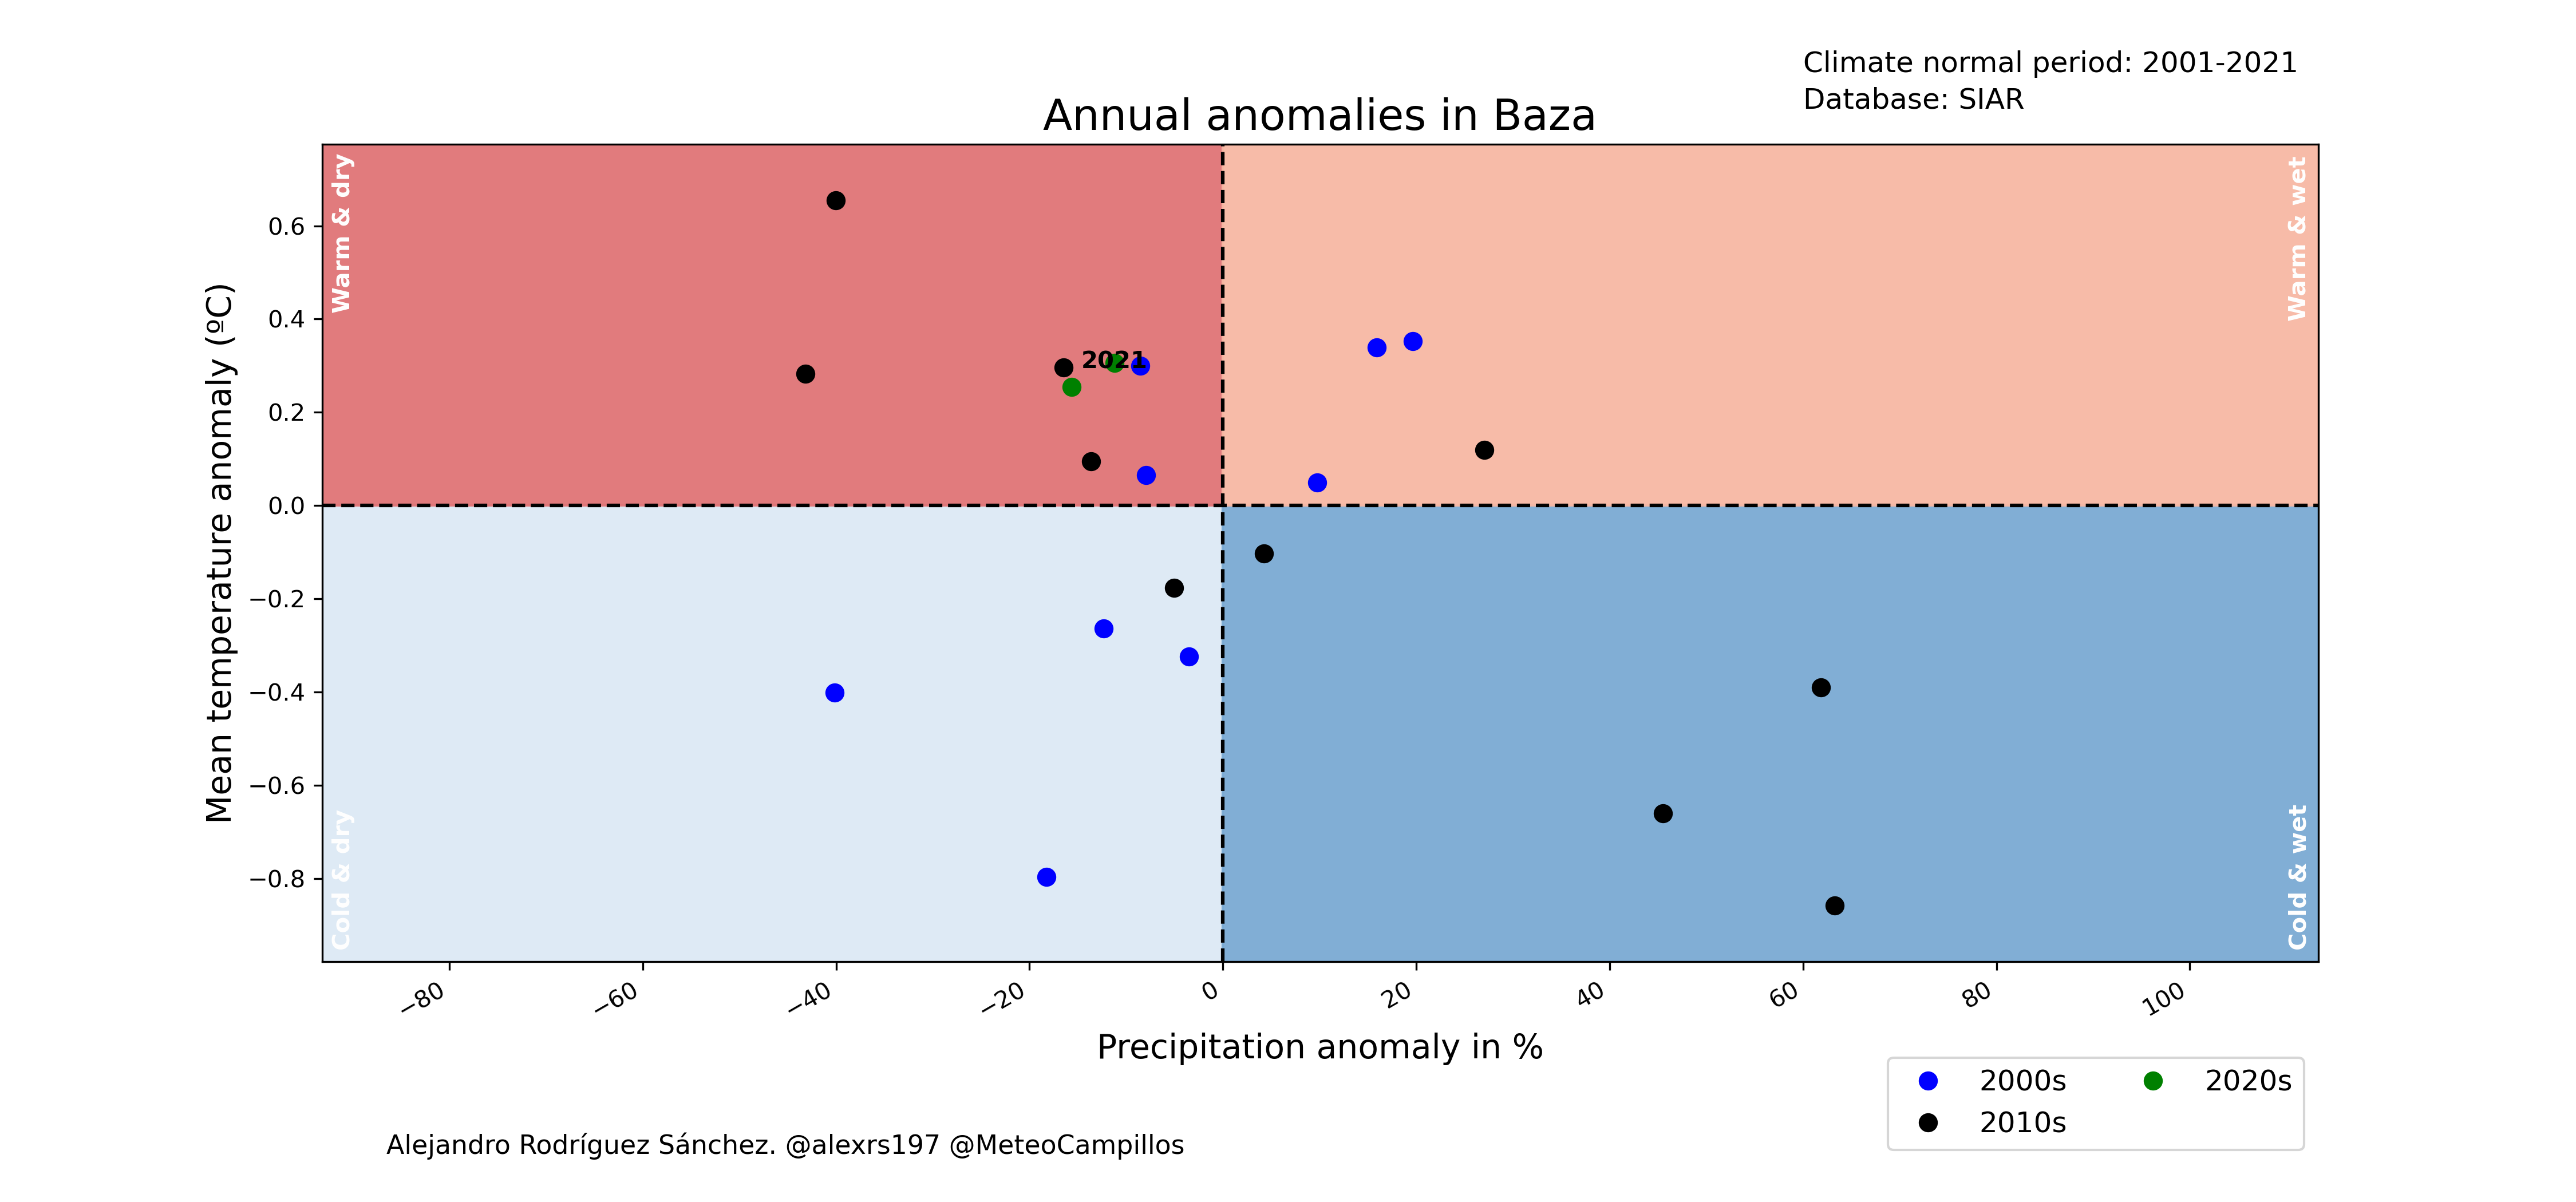 Climate normal period: 2001-2021
Database: SIAR
Annual anomalies in Baza
Warm & dry
Warm & wet
Mean temperature anomaly (ºC)
0.6
0.4
0.2
0.0
−0.2
−0.4
−0.6
−0.8
2021
Cold & dry
Cold & wet
−80
−60
−40
−20
0
20
40
60
80
100
Precipitation anomaly in %
2000s
2010s
2020s
Alejandro Rodríguez Sánchez. @alexrs197 @MeteoCampillos